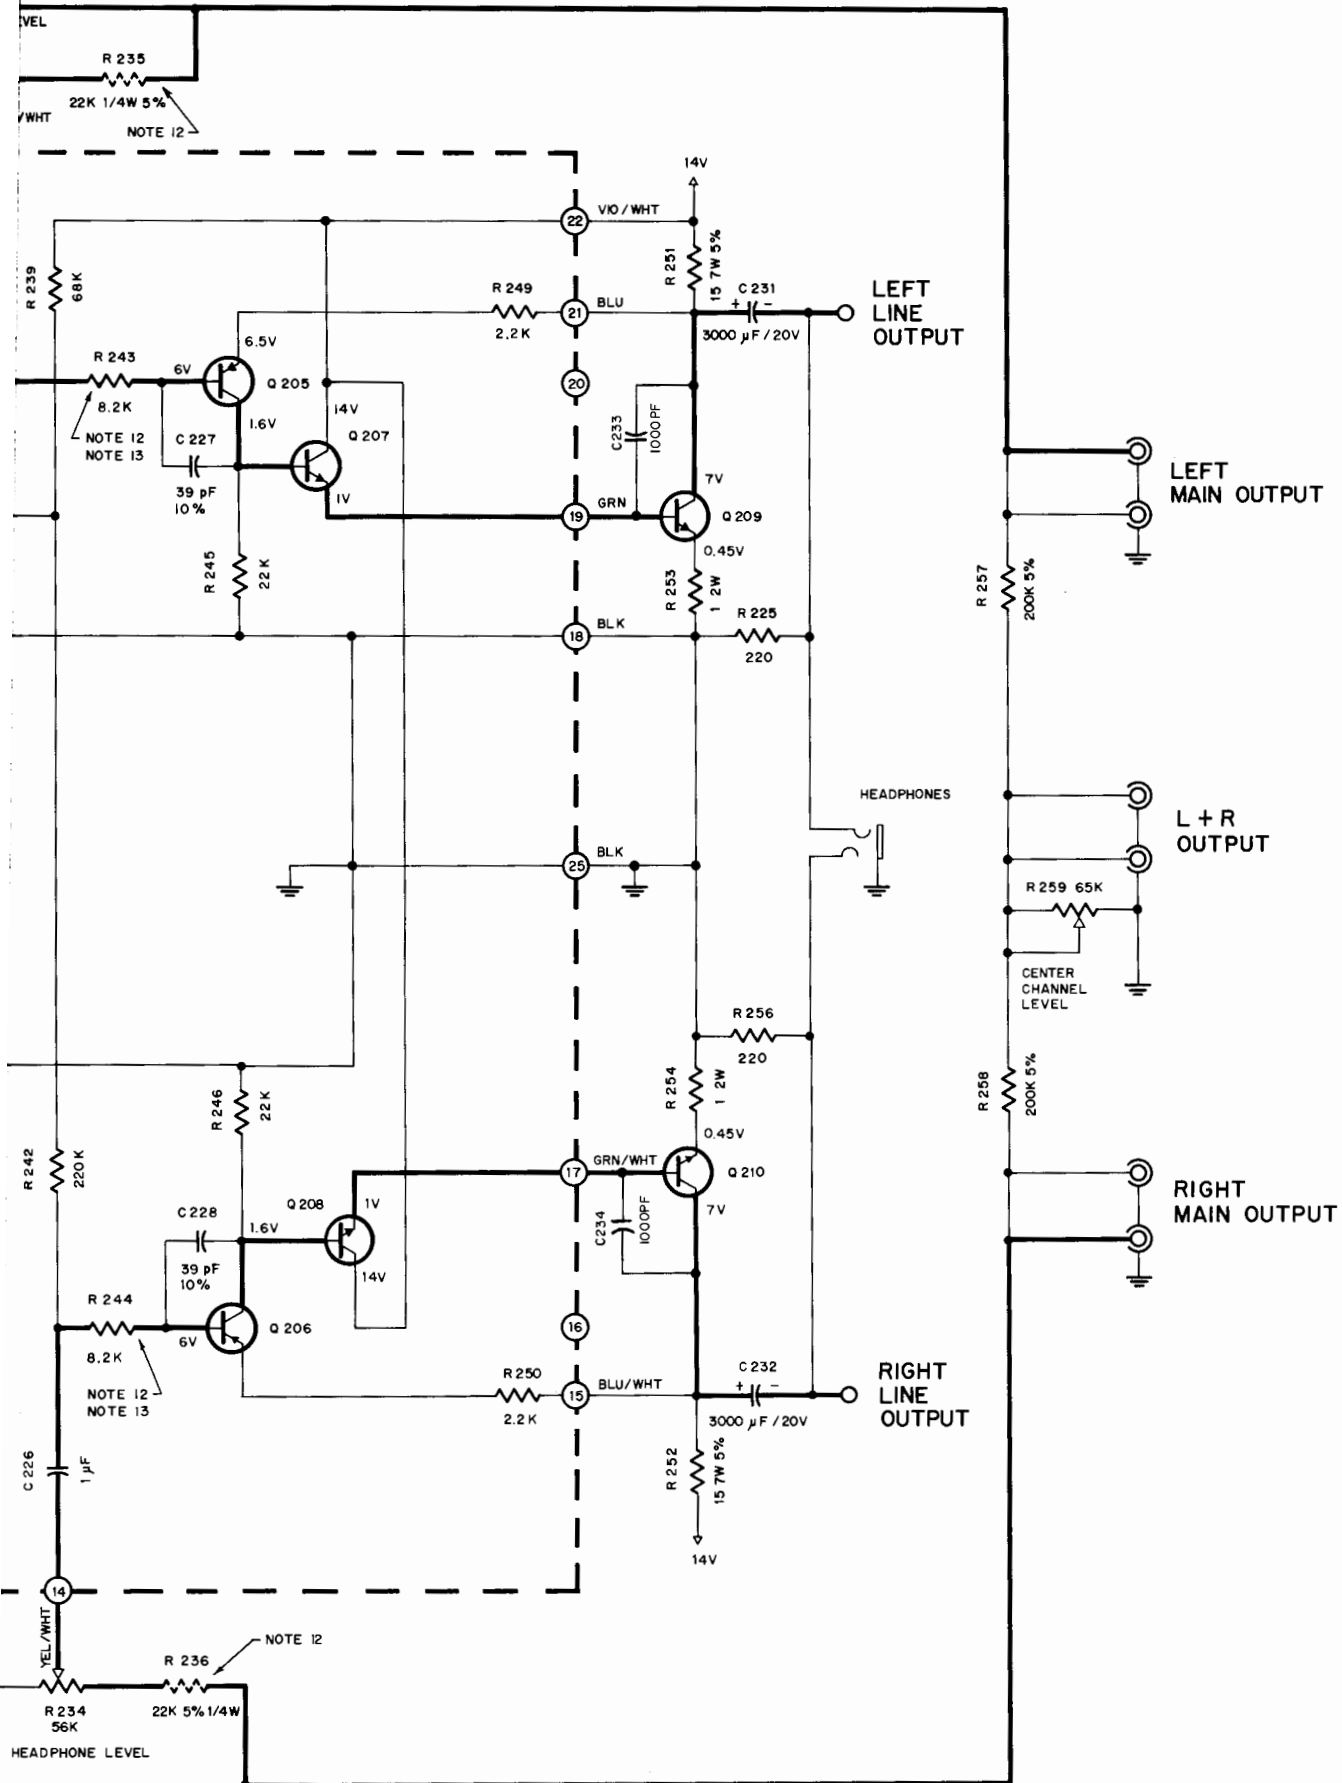 EVEL
R 235
22K 1/4W 5%
/WHT
NOTE 12
14V
22
VIO/WHT
R 239
68K
R 251
15 7W 5%
R 249
2.2K
21
BLU
C 231
+ -
3000 µF/20V
LEFT
LINE
OUTPUT
6.5V
R 243
8.2K
6V
Q 205
20
NOTE 12
NOTE 13
C 227
39 pF
10%
1.6V
14V
Q 207
1V
C233
1000PF
7V
19
GRN
Q 209
0.45V
LEFT
MAIN OUTPUT
R 245
22K
R 253
1 2W
R 257
200K 5%
18
BLK
R 225
220
HEADPHONES
L + R
OUTPUT
25
BLK
R 259 65K
CENTER
CHANNEL
LEVEL
R 256
220
R 246
22K
R 254
1 2W
R 258
200K 5%
0.45V
R 242
220K
17
GRN/WHT
Q 210
7V
C234
1000PF
RIGHT
MAIN OUTPUT
C 228
39 pF
10%
1.6V
Q 208
1V
14V
R 244
8.2K
6V
Q 206
16
NOTE 12
NOTE 13
R 250
2.2K
15
BLU/WHT
C 232
+ -
3000 µF/20V
RIGHT
LINE
OUTPUT
C 226
1 µF
R 252
15 7W 5%
14V
14
YEL/WHT
NOTE 12
R 236
22K 5% 1/4W
R 234
56K
HEADPHONE LEVEL